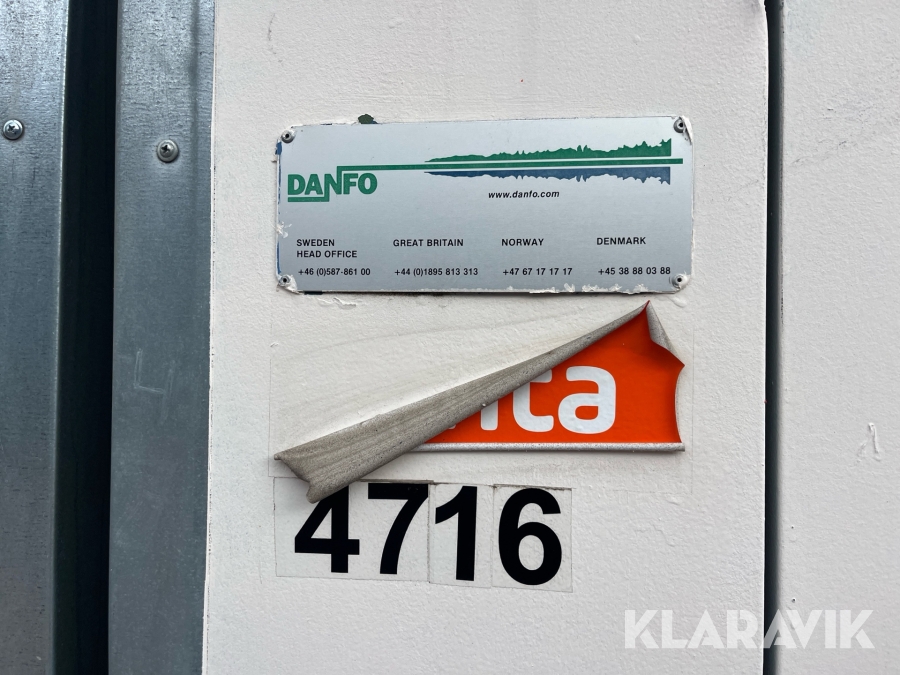 DANFO
www.danfo.com
SWEDEN
HEAD OFFICE
+46 (0)587-861 00
GREAT BRITAIN
+44 (0)1895 813 313
NORWAY
+47 67 17 17 17
DENMARK
+45 38 88 03 88
4716
KLARAVIK